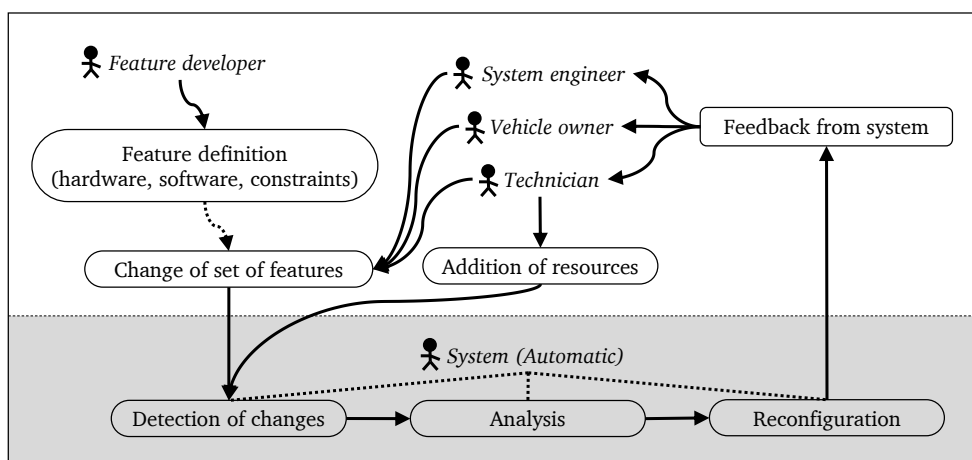 Feature developer
System engineer
Vehicle owner
Feedback from system
Feature definition
(hardware, software, constraints)
Technician
Change of set of features
Addition of resources
System (Automatic)
Detection of changes
Analysis
Reconfiguration